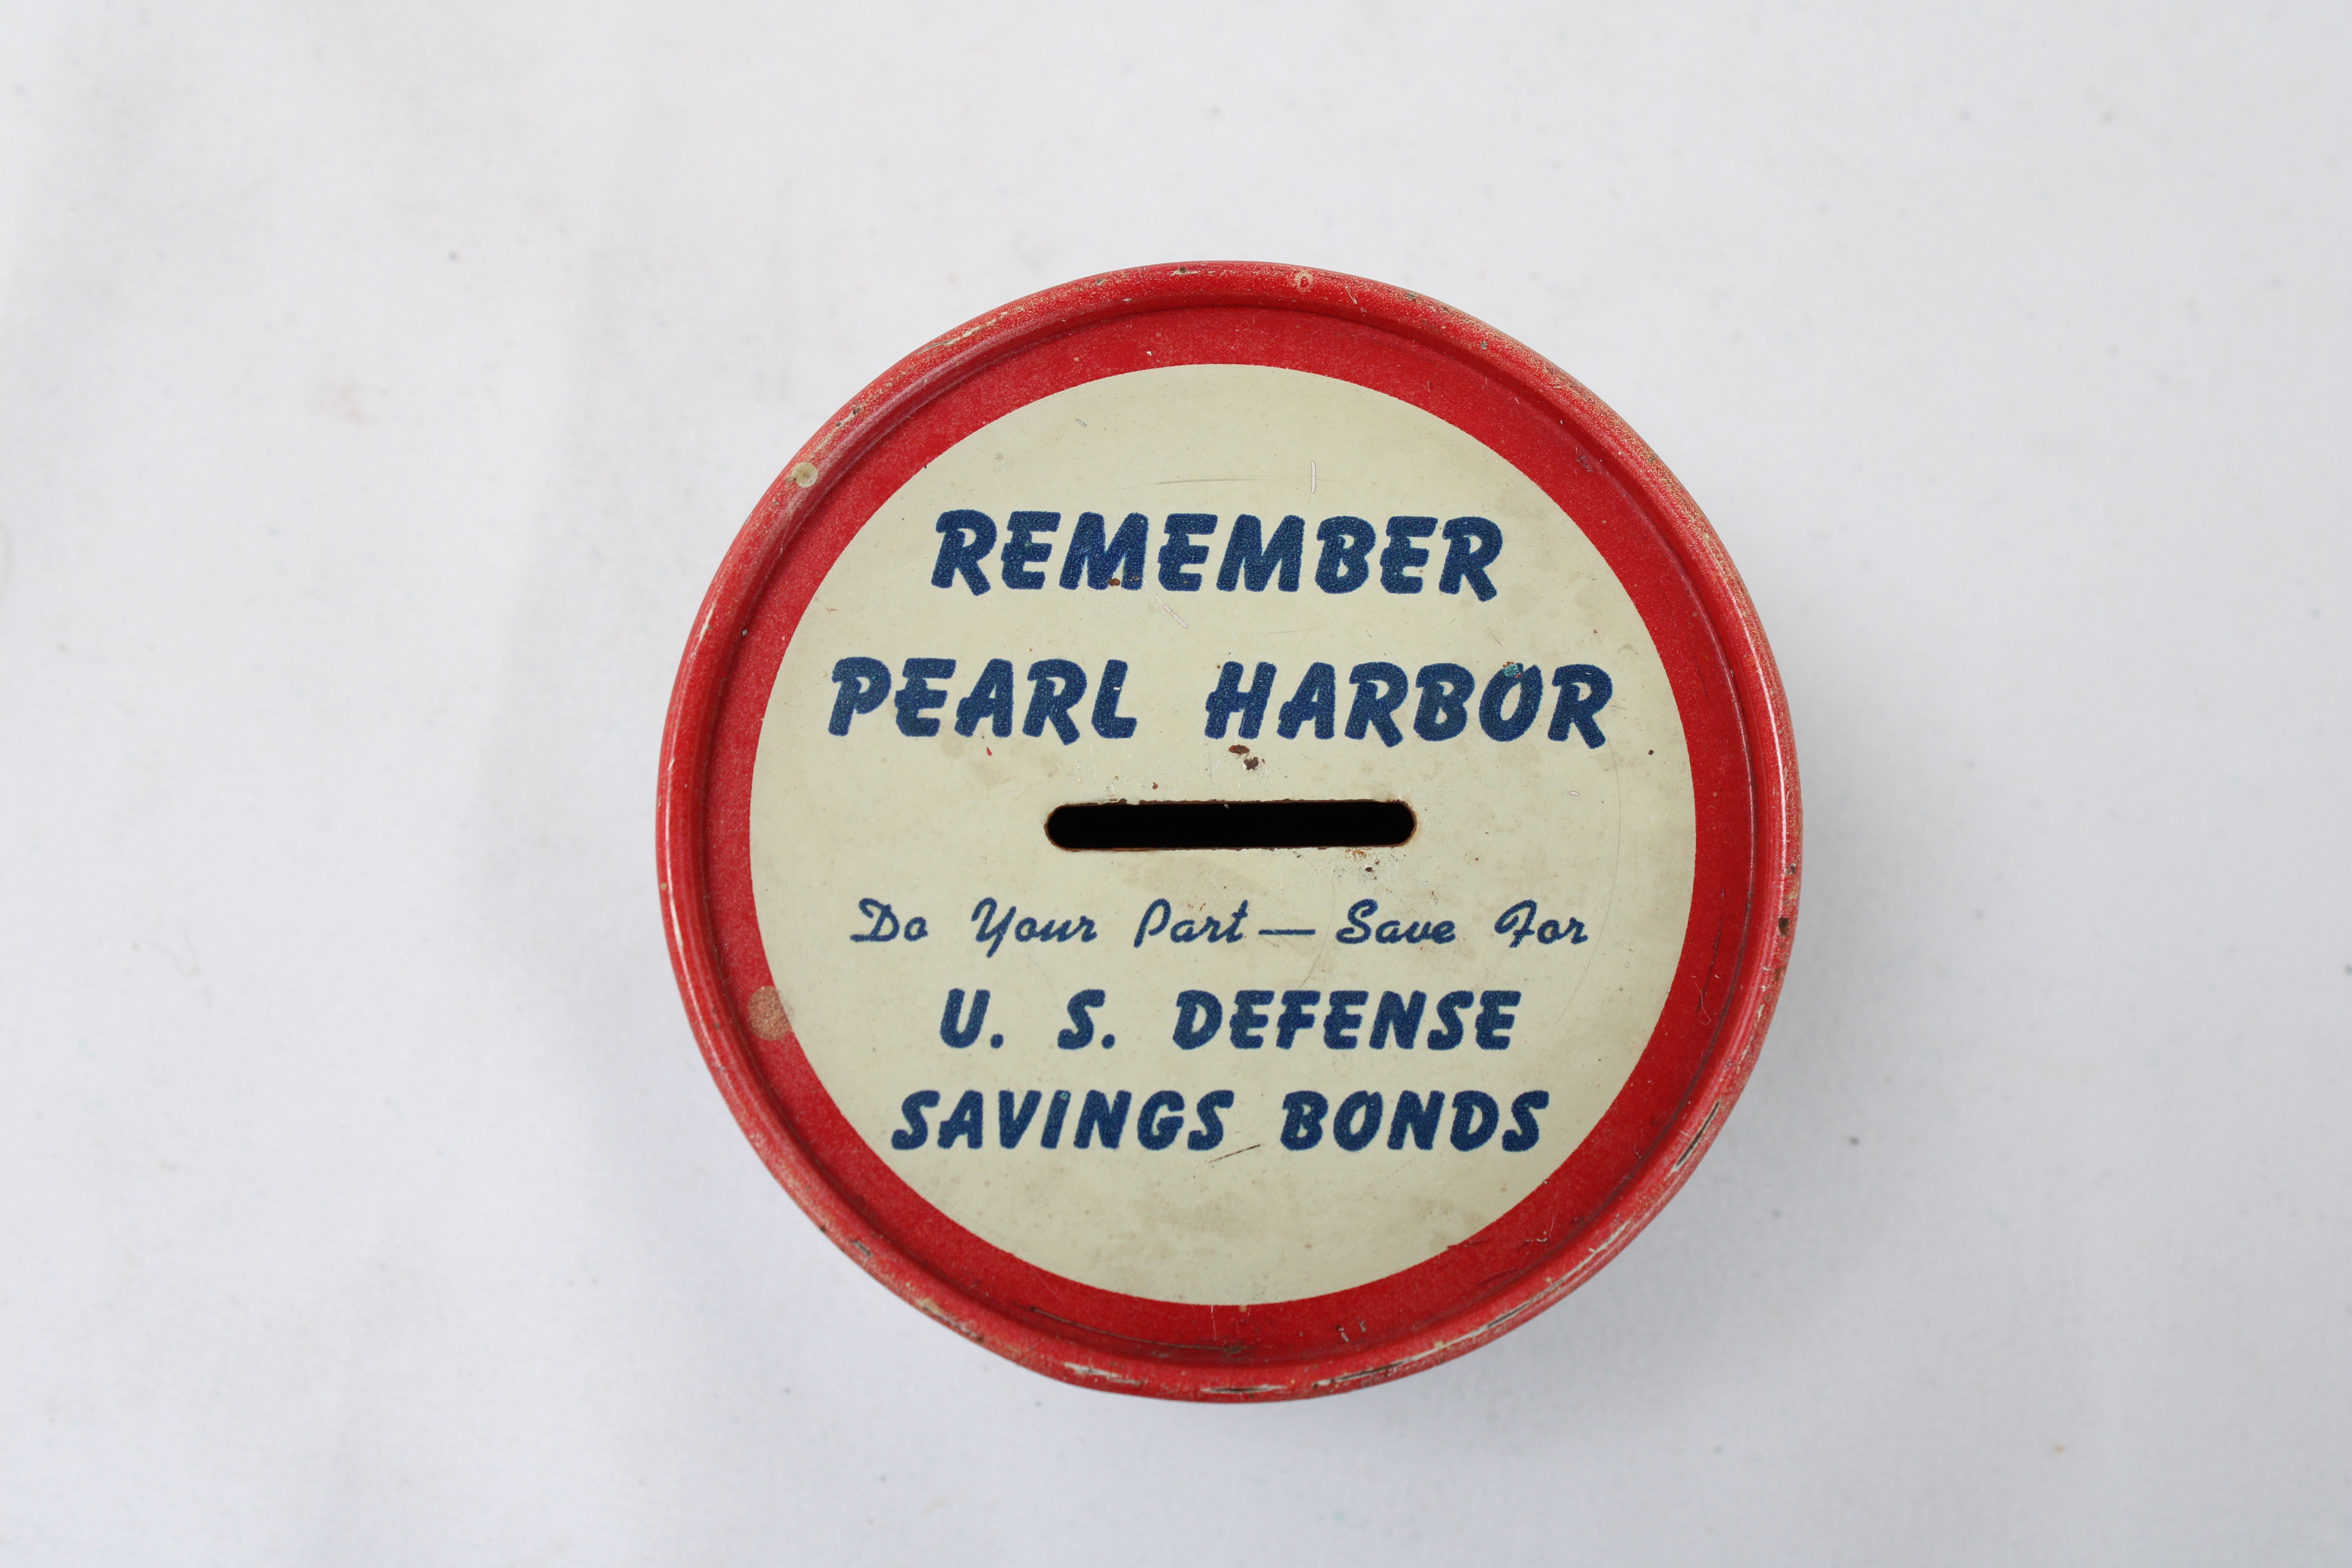 REMEMBER
PEARL HARBOR
Do Your Part — Save For
U. S. DEFENSE
SAVINGS BONDS